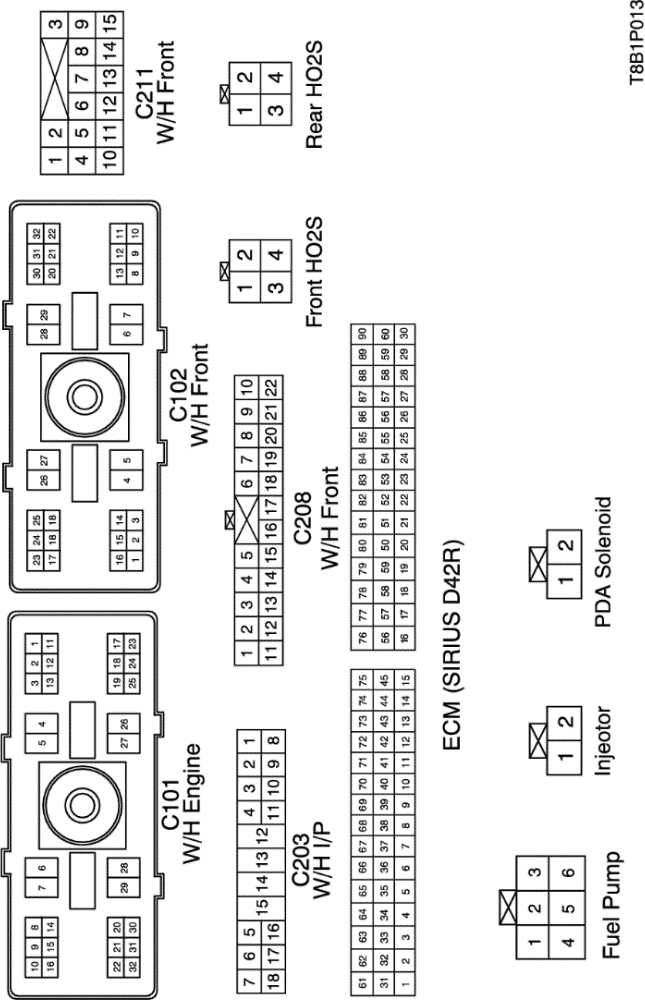 10 9 8 7 6 5 4 3 2 1
16 15 14 13 12 11
22 21 20 29 28 27 26 19 18 17
32 31 30 25 24 23
C101
W/H Engine
23 24 25 26 27 28 29 30 31 32
17 18 18 20 21 22
16 15 14 4 5 6 7 13 12 11
1 2 3 8 9 10
C102
W/H Front
1 2 3
4 5 6 7 8 9
10 11 12 13 14 15
C211
W/H Front
7 6 5 4 3 2 1
18 17 16 15 14 13 12 11 10 9 8
C203
W/H I/P
1 2 3 4 5 6 7 8 9 10
11 12 13 14 15 16 17 18 19 20 21 22
C208
W/H Front
1 2
3 4
Front HO2S
1 2
3 4
Rear HO2S
61 62 63 64 65 66 67 68 69 70 71 72 73 74 75
31 32 33 34 35 36 37 38 39 40 41 42 43 44 45
1 2 3 4 5 6 7 8 9 10 11 12 13 14 15
76 77 78 79 80 81 82 83 84 85 86 87 88 89 90
56 57 58 59 50 51 52 53 54 55 56 57 58 59 60
16 17 18 19 20 21 22 23 24 25 26 27 28 29 30
ECM (SIRIUS D42R)
1 2 3
4 5 6
Fuel Pump
1 2
Injeotor
1 2
PDA Solenoid
T8B1P013